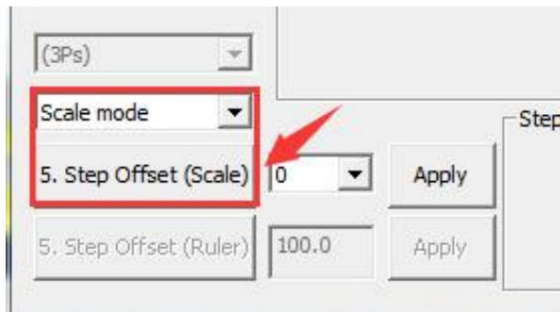 (3Ps)
Scale mode
Step
5. Step Offset (Scale) 0 Apply
5. Step Offset (Ruler) 100.0 Apply